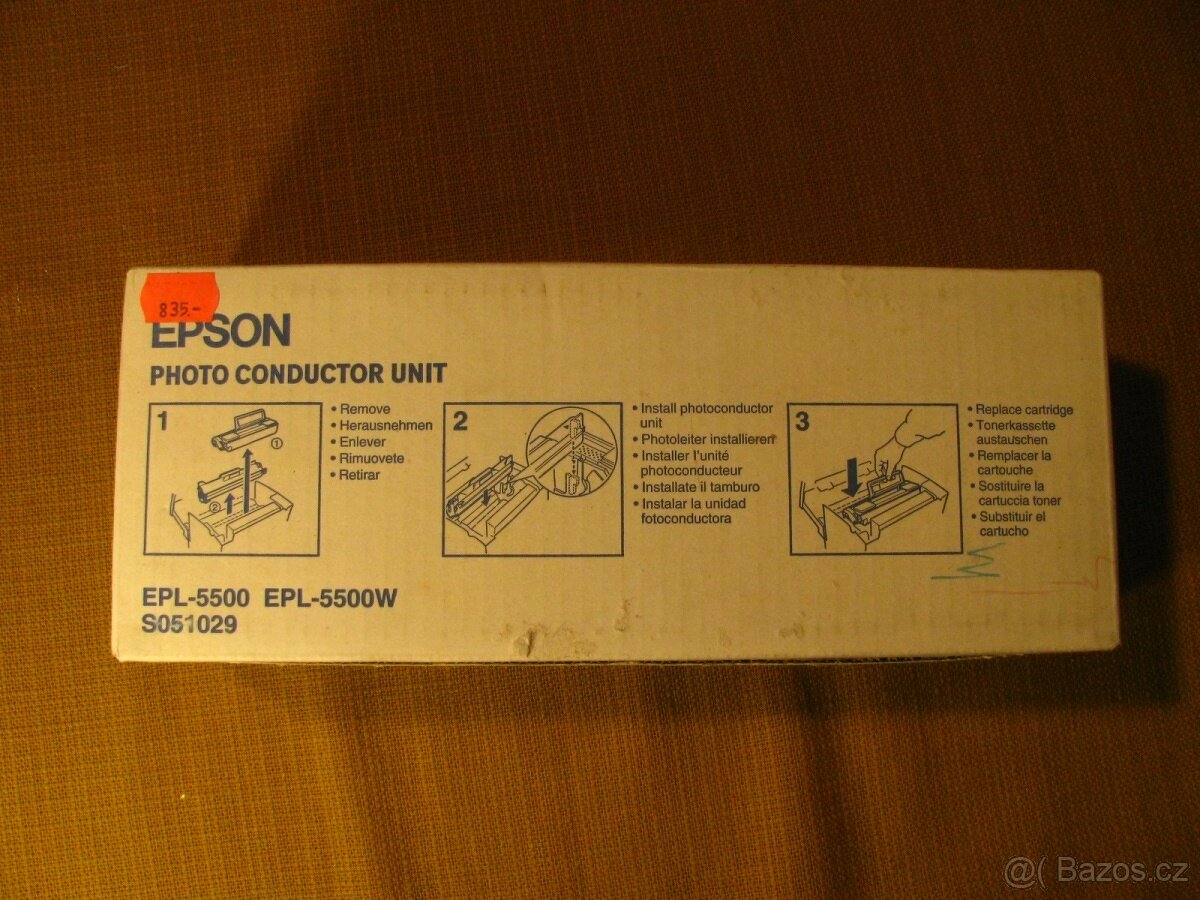 835.-
EPSON
PHOTO CONDUCTOR UNIT
1
1
2
• Remove
• Herausnehmen
• Enlever
• Rimuovete
• Retirar
2
• Install photoconductor
unit
• Photoleiter installieren
• Installer l'unité
photoconducteur
• Installate il tamburo
• Instalar la unidad
fotoconductora
3
• Replace cartridge
• Tonerkassette
austauschen
• Remplacer la
cartouche
• Sostituire la
cartuccia toner
• Substituir el
cartucho
EPL-5500 EPL-5500W
S051029
@( Bazos.cz